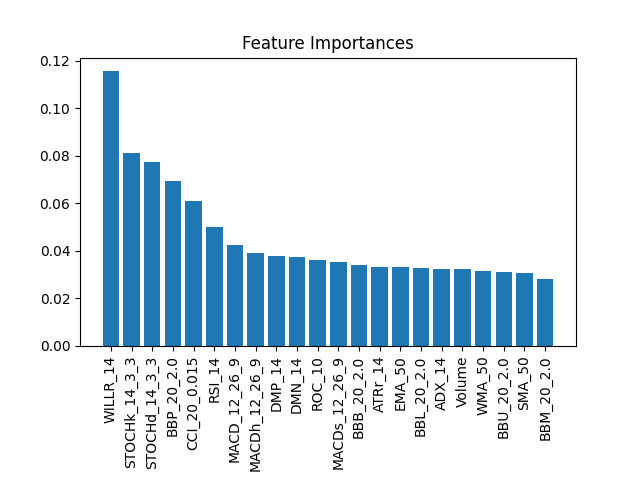 Feature Importances
0.12
0.10
0.08
0.06
0.04
0.02
0.00
WILLR_14
STOCHk_14_3_3
STOCHd_14_3_3
BBP_20_2.0
CCI_20_0.015
RSI_14
MACD_12_26_9
MACDh_12_26_9
DMP_14
DMN_14
ROC_10
MACDs_12_26_9
BBB_20_2.0
ATRr_14
EMA_50
BBL_20_2.0
ADX_14
Volume
WMA_50
BBU_20_2.0
SMA_50
BBM_20_2.0